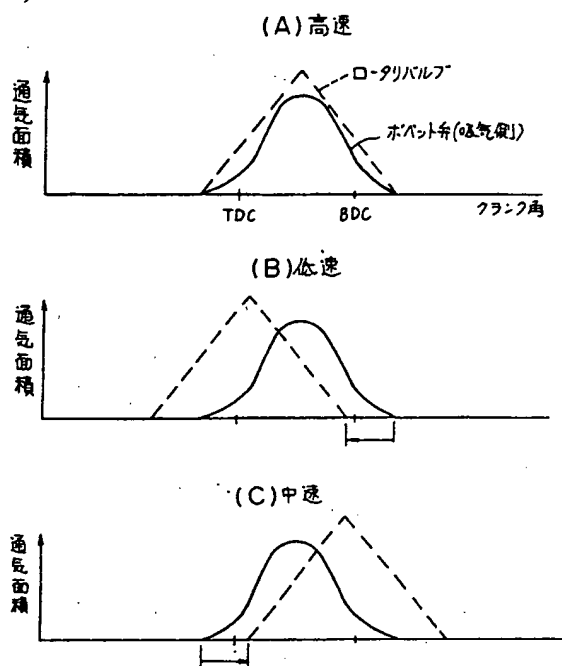 (A)高速
通気面積
ロータリバルブ
ポペット弁(吸気側)
TDC
BDC
クランク角
(B)低速
通気面積
(C)中速
通気面積